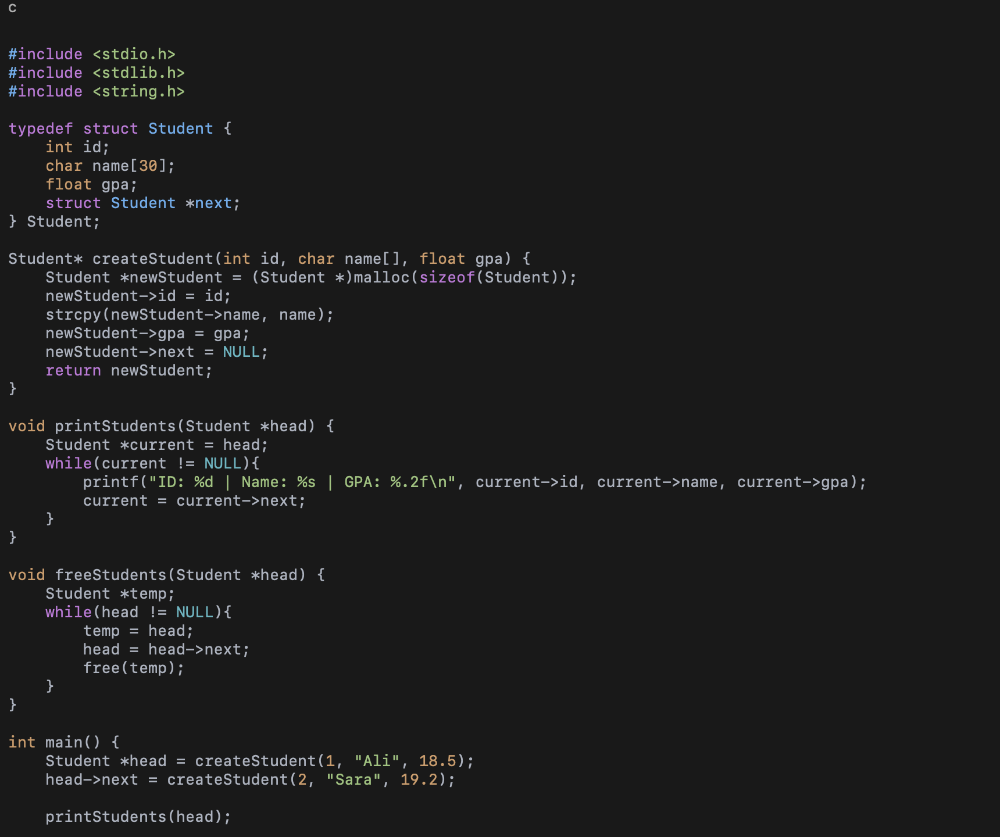 c
#include <stdio.h>
#include <stdlib.h>
#include <string.h>
typedef struct Student {
    int id;
    char name[30];
    float gpa;
    struct Student *next;
} Student;
Student* createStudent(int id, char name[], float gpa) {
    Student *newStudent = (Student *)malloc(sizeof(Student));
    newStudent->id = id;
    strcpy(newStudent->name, name);
    newStudent->gpa = gpa;
    newStudent->next = NULL;
    return newStudent;
}
void printStudents(Student *head) {
    Student *current = head;
    while(current != NULL){
        printf("ID: %d | Name: %s | GPA: %.2f\n", current->id, current->name, current->gpa);
        current = current->next;
    }
}
void freeStudents(Student *head) {
    Student *temp;
    while(head != NULL){
        temp = head;
        head = head->next;
        free(temp);
    }
}
int main() {
    Student *head = createStudent(1, "Ali", 18.5);
    head->next = createStudent(2, "Sara", 19.2);
    printStudents(head);